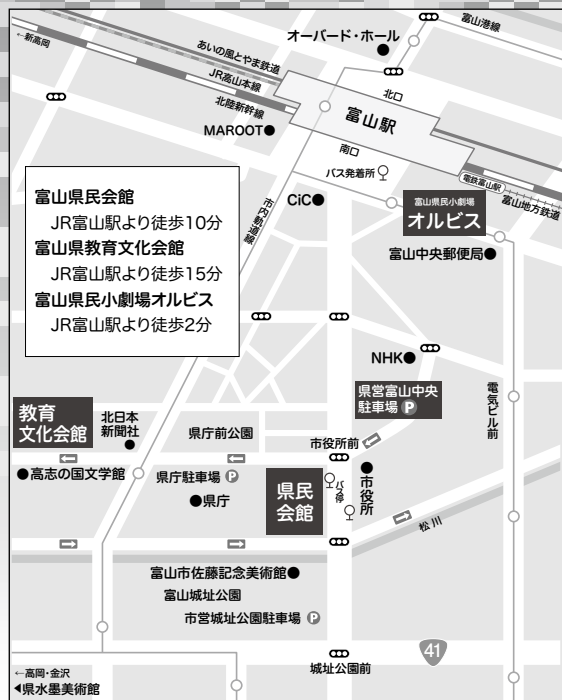 ←新高岡
あいの風とやま鉄道
JR高山本線
北陸新幹線
オーバード・ホール
富山港線
北口
富山駅
MAROOT
南口
バス発着所
電鉄富山駅
富山地方鉄道
CiC
富山県民小劇場
オルビス
市内軌道線
富山中央郵便局
富山県民会館
JR富山駅より徒歩10分
富山県教育文化会館
JR富山駅より徒歩15分
富山県民小劇場オルビス
JR富山駅より徒歩2分
NHK
県営富山中央
駐車場 P
電気ビル前
教育
文化会館
北日本
新聞社
県庁前公園
市役所前
高志の国文学館
県庁駐車場 P
県庁
県民
会館
バス停
市役所
松川
富山市佐藤記念美術館
富山城址公園
市営城址公園駐車場 P
41
城址公園前
←高岡・金沢
◀県水墨美術館